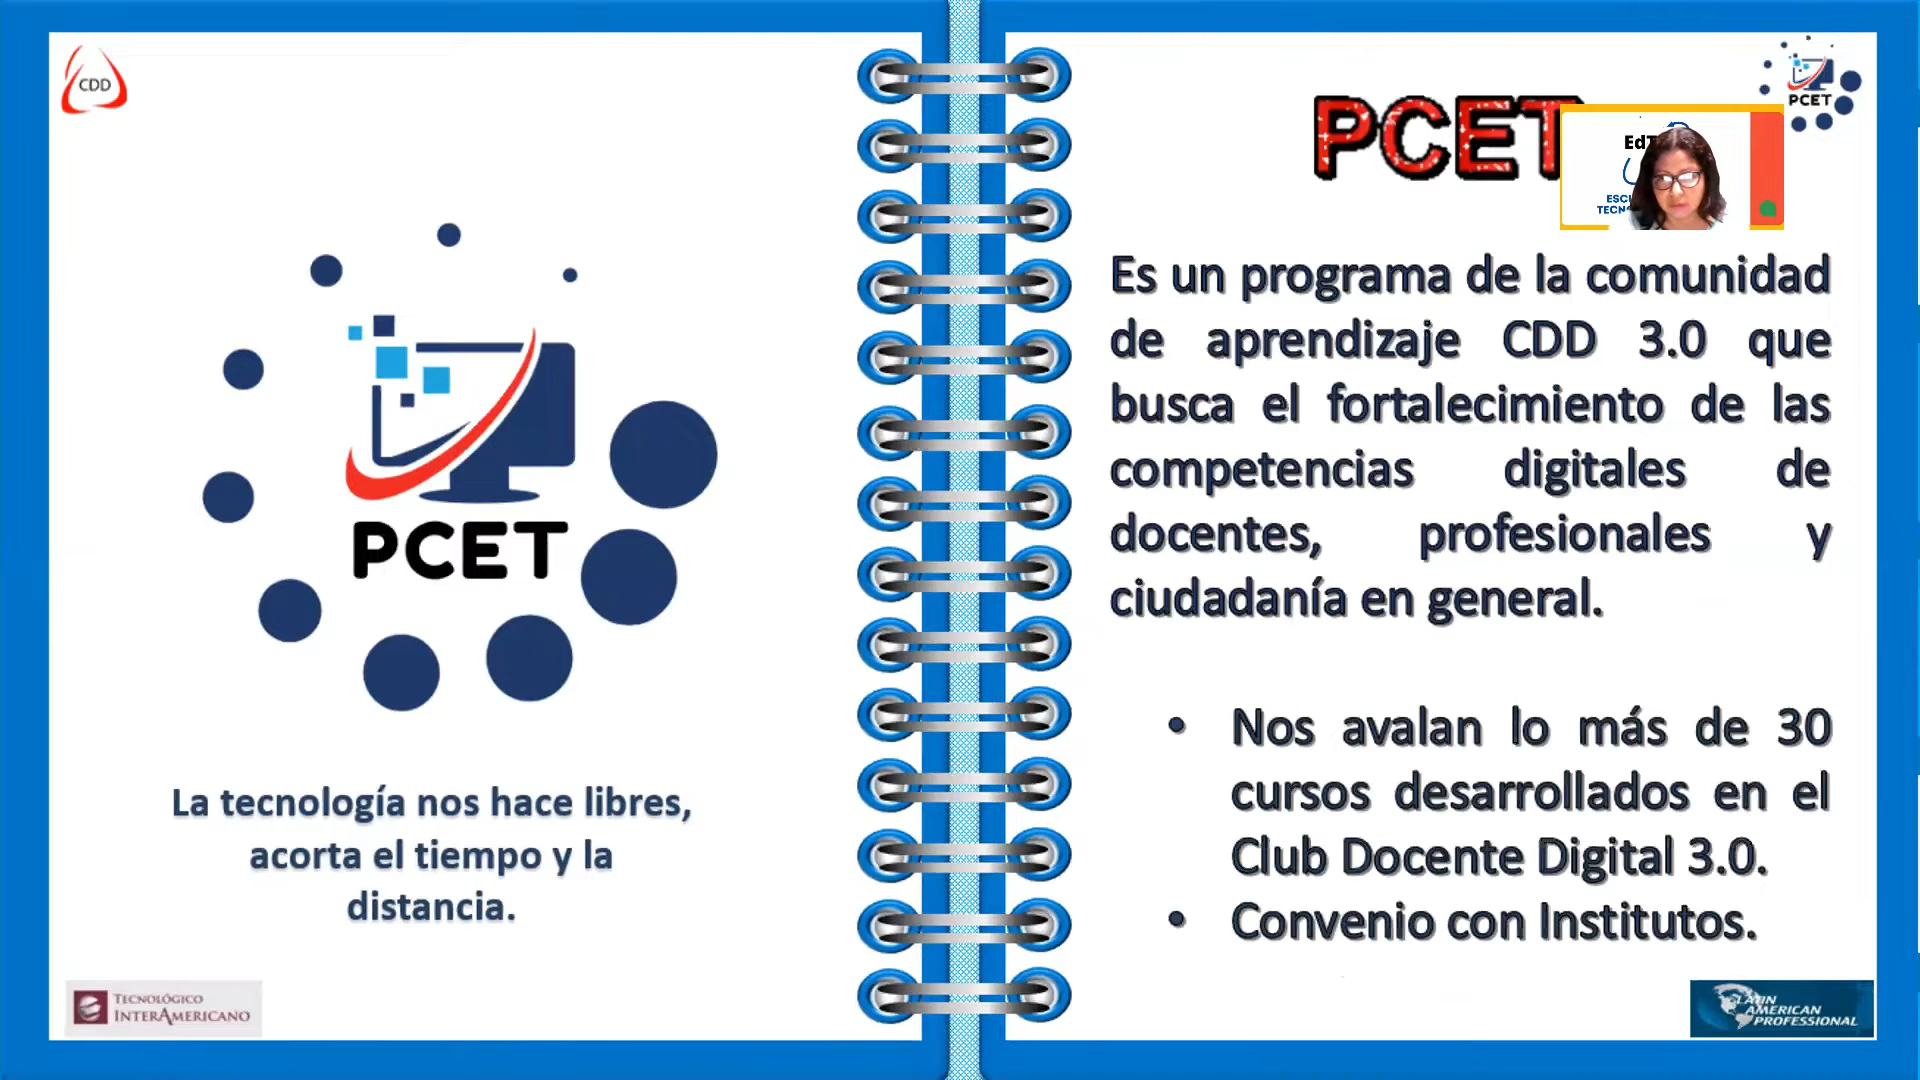 CDD
PCET
La tecnología nos hace libres,
acorta el tiempo y la
distancia.
TECNOLÓGICO
INTERAMERICANO
PCET
PCET
Es un programa de la comunidad
de aprendizaje CDD 3.0 que
busca el fortalecimiento de las
competencias digitales de
docentes, profesionales y
ciudadanía en general.
• Nos avalan lo más de 30
cursos desarrollados en el
Club Docente Digital 3.0.
• Convenio con Institutos.
LATIN
AMERICAN
PROFESSIONAL